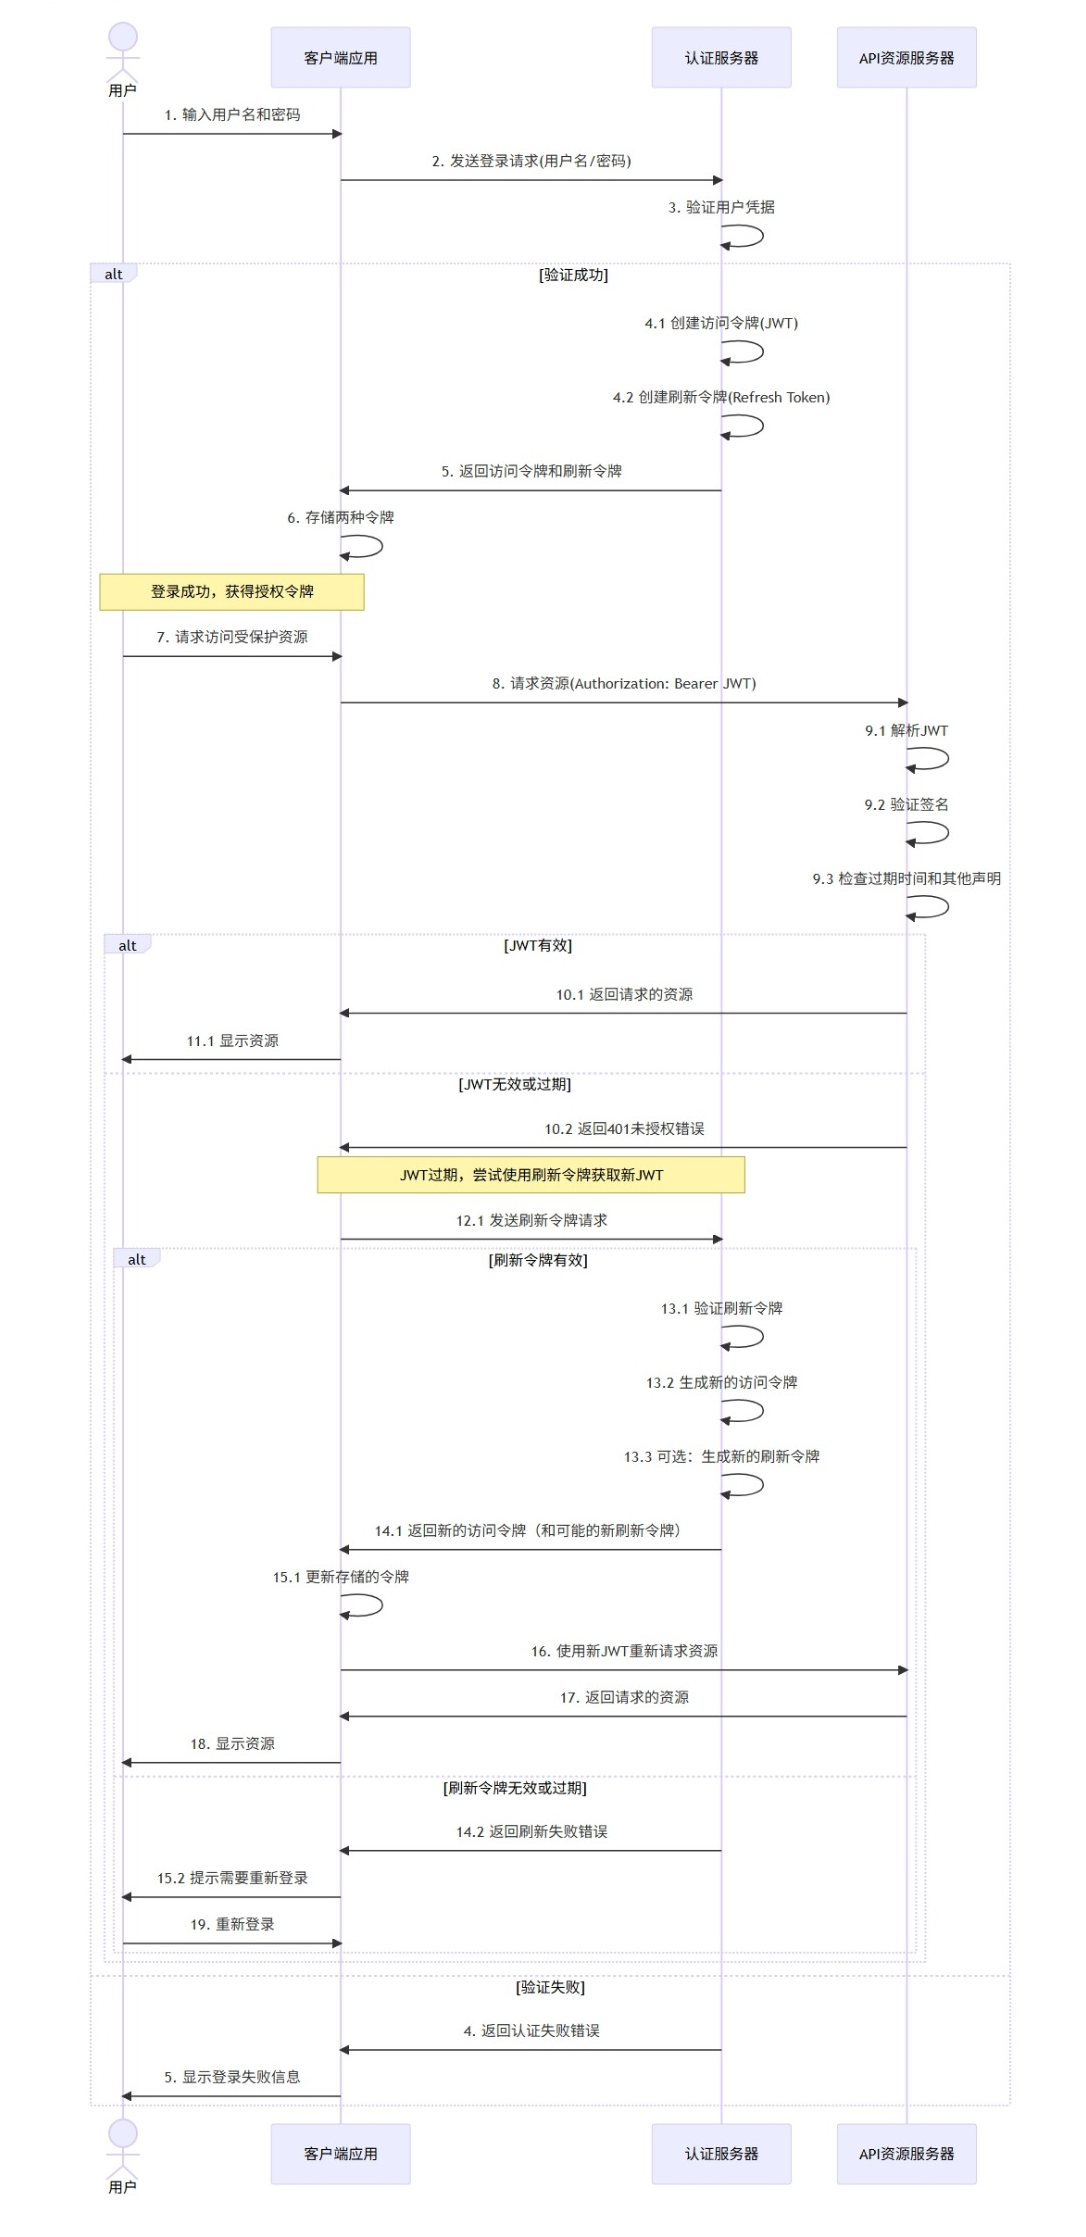 用户
客户端应用
认证服务器
API资源服务器
1. 输入用户名和密码
2. 发送登录请求(用户名/密码)
3. 验证用户凭据
alt
[验证成功]
4.1 创建访问令牌(JWT)
4.2 创建刷新令牌(Refresh Token)
5. 返回访问令牌和刷新令牌
6. 存储两种令牌
登录成功，获得授权令牌
7. 请求访问受保护资源
8. 请求资源(Authorization: Bearer JWT)
9.1 解析JWT
9.2 验证签名
9.3 检查过期时间和其他声明
alt
[JWT有效]
10.1 返回请求的资源
11.1 显示资源
[JWT无效或过期]
10.2 返回401未授权错误
JWT过期，尝试使用刷新令牌获取新JWT
12.1 发送刷新令牌请求
alt
[刷新令牌有效]
13.1 验证刷新令牌
13.2 生成新的访问令牌
13.3 可选：生成新的刷新令牌
14.1 返回新的访问令牌（和可能的新刷新令牌）
15.1 更新存储的令牌
16. 使用新JWT重新请求资源
17. 返回请求的资源
18. 显示资源
[刷新令牌无效或过期]
14.2 返回刷新失败错误
15.2 提示需要重新登录
19. 重新登录
[验证失败]
4. 返回认证失败错误
5. 显示登录失败信息
用户
客户端应用
认证服务器
API资源服务器